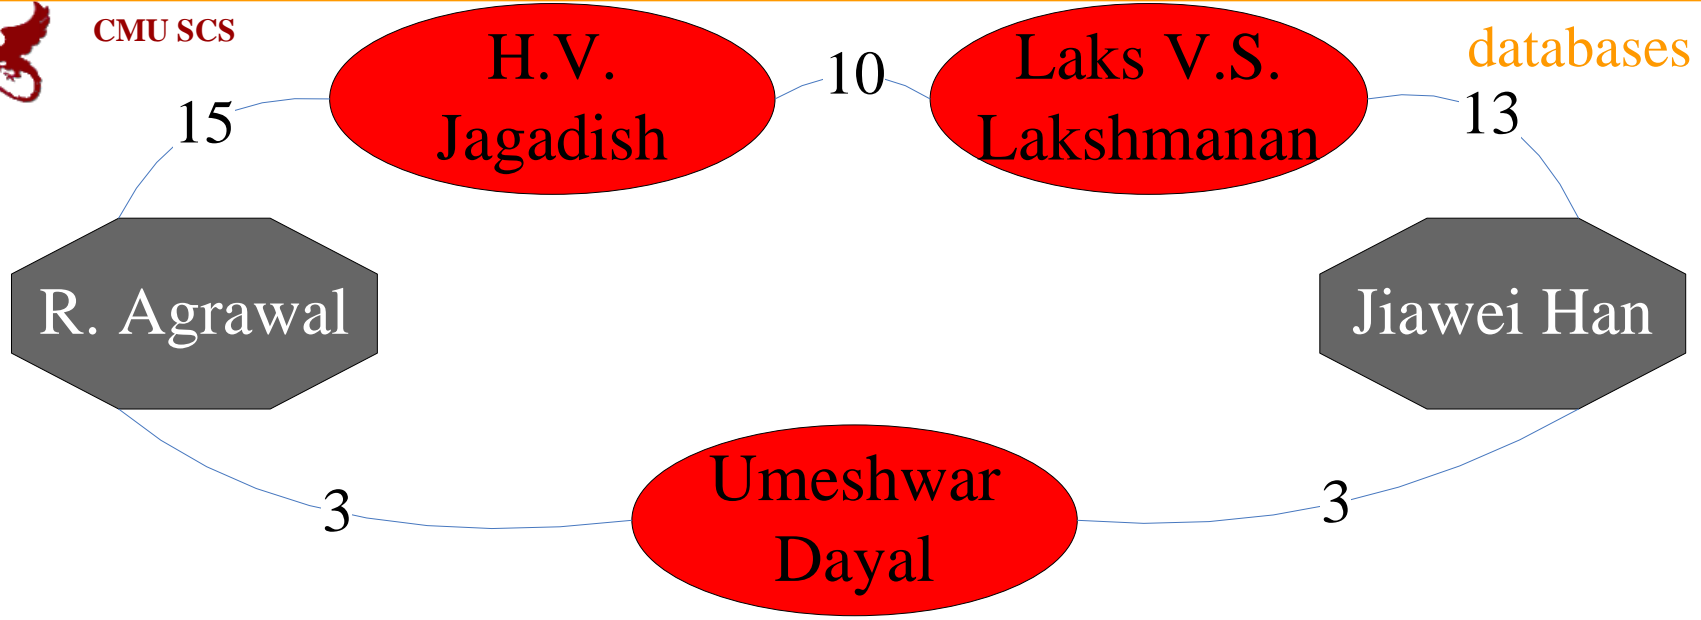 CMU SCS
databases
H.V.
Jagadish
10
Laks V.S.
Lakshmanan
15
13
R. Agrawal
Jiawei Han
3
Umeshwar
Dayal
3